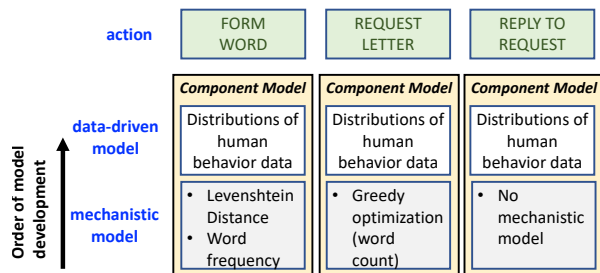 action
FORM
WORD
REQUEST
LETTER
REPLY TO
REQUEST
Component Model
Component Model
Component Model
data-driven
model
Distributions of
human
behavior data
Distributions of
human
behavior data
Distributions of
human
behavior data
Order of model
development
mechanistic
model
• Levenshtein
Distance
• Word
frequency
• Greedy
optimization
(word
count)
• No
mechanistic
model